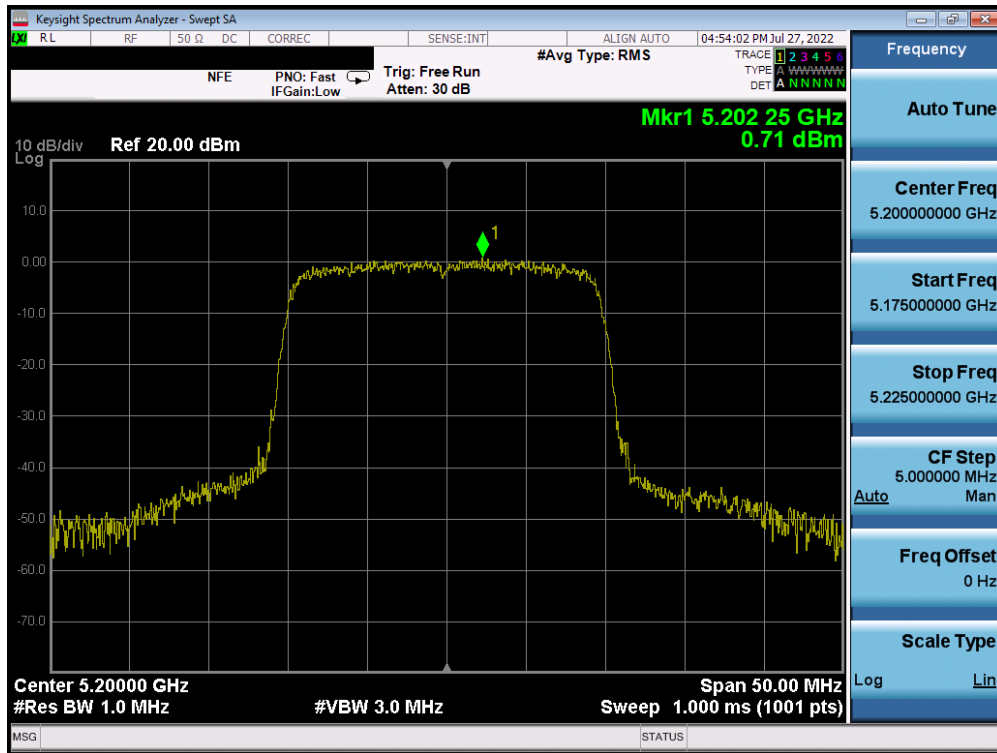 Keysight Spectrum Analyzer - Swept SA
LXI RL RF 50 Ω DC CORREC SENSE:INT ALIGN AUTO 04:54:02 PM Jul 27, 2022
#Avg Type: RMS
TRACE 1 2 3 4 5 6
TYPE A WWWWW
DET A N N N N N
NFE PNO: Fast Trig: Free Run
IFGain:Low Atten: 30 dB
Mkr1 5.202 25 GHz
0.71 dBm
10 dB/div Ref 20.00 dBm
Log
10.0
0.00
-10.0
-20.0
-30.0
-40.0
-50.0
-60.0
-70.0
1
Center 5.20000 GHz Span 50.00 MHz
#Res BW 1.0 MHz #VBW 3.0 MHz Sweep 1.000 ms (1001 pts)
MSG STATUS
Frequency
Auto Tune
Center Freq
5.200000000 GHz
Start Freq
5.175000000 GHz
Stop Freq
5.225000000 GHz
CF Step
5.000000 MHz
Auto Man
Freq Offset
0 Hz
Scale Type
Log Lin